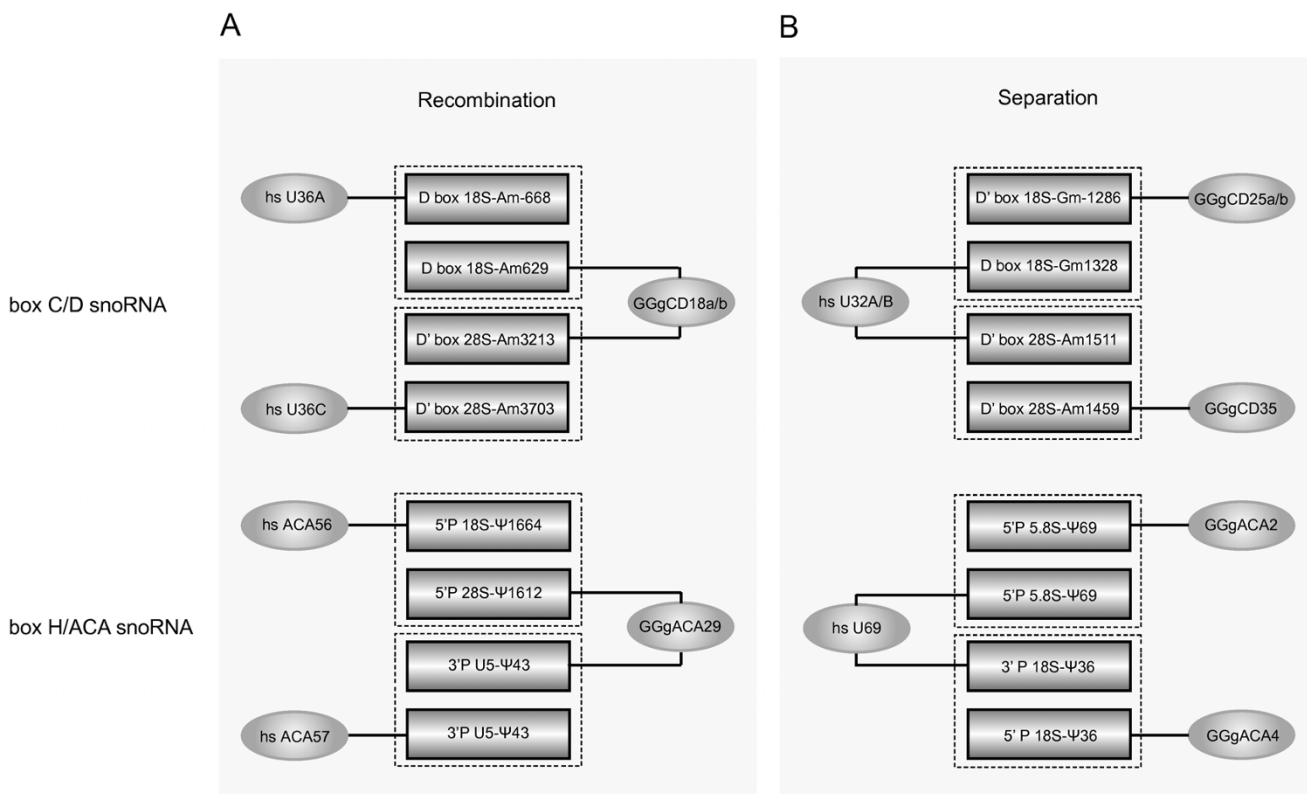 A
B
Recombination
Separation
hs U36A
D box 18S-Am-668
D' box 18S-Gm-1286
GGgCD25a/b
D box 18S-Am629
D box 18S-Gm1328
box C/D snoRNA
GGgCD18a/b
hs U32A/B
D' box 28S-Am3213
D' box 28S-Am1511
hs U36C
D' box 28S-Am3703
D' box 28S-Am1459
GGgCD35
hs ACA56
5'P 18S-Ψ1664
5'P 5.8S-Ψ69
GGgACA2
5'P 28S-Ψ1612
5'P 5.8S-Ψ69
box H/ACA snoRNA
GGgACA29
hs U69
3'P U5-Ψ43
3' P 18S-Ψ36
hs ACA57
3'P U5-Ψ43
5' P 18S-Ψ36
GGgACA4